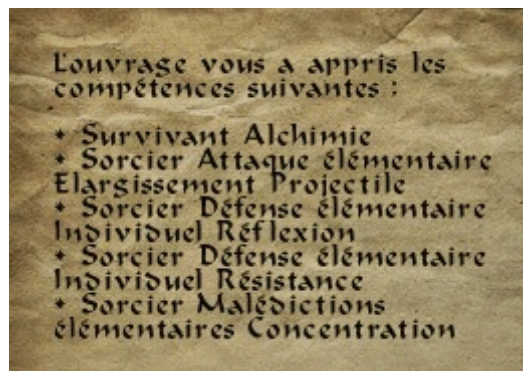 L'ouvrage vous a appris les
compétences suivantes :
+ Survivant Alchimie
+ Sorcier Attaque élémentaire
Elargissement Projectile
+ Sorcier Défense élémentaire
Individuel Réflexion
+ Sorcier Défense élémentaire
Individuel Résistance
+ Sorcier Malédictions
élémentaires Concentration